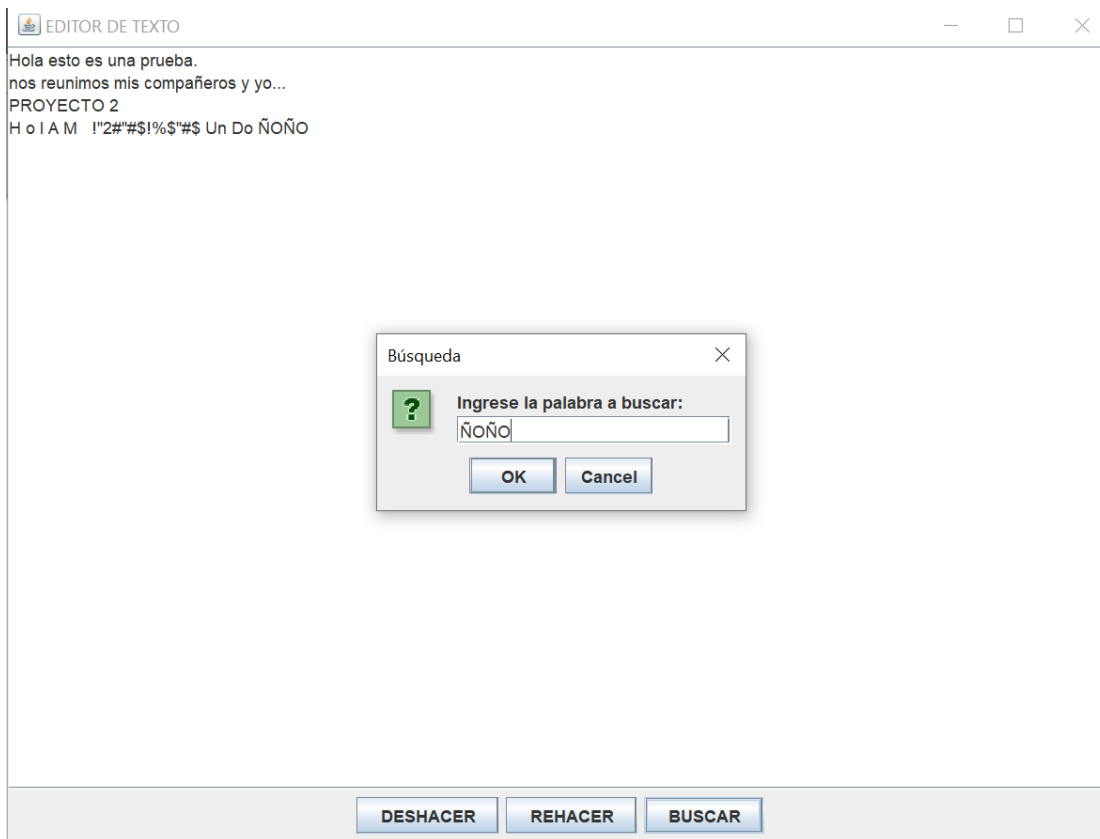 EDITOR DE TEXTO
Hola esto es una prueba.
nos reunimos mis compañeros y yo...
PROYECTO 2
H o l A M   !"2#"#$!%$"#$ Un Do ÑOÑO
Búsqueda
Ingrese la palabra a buscar:
ÑOÑO
OK Cancel
DESHACER REHACER BUSCAR